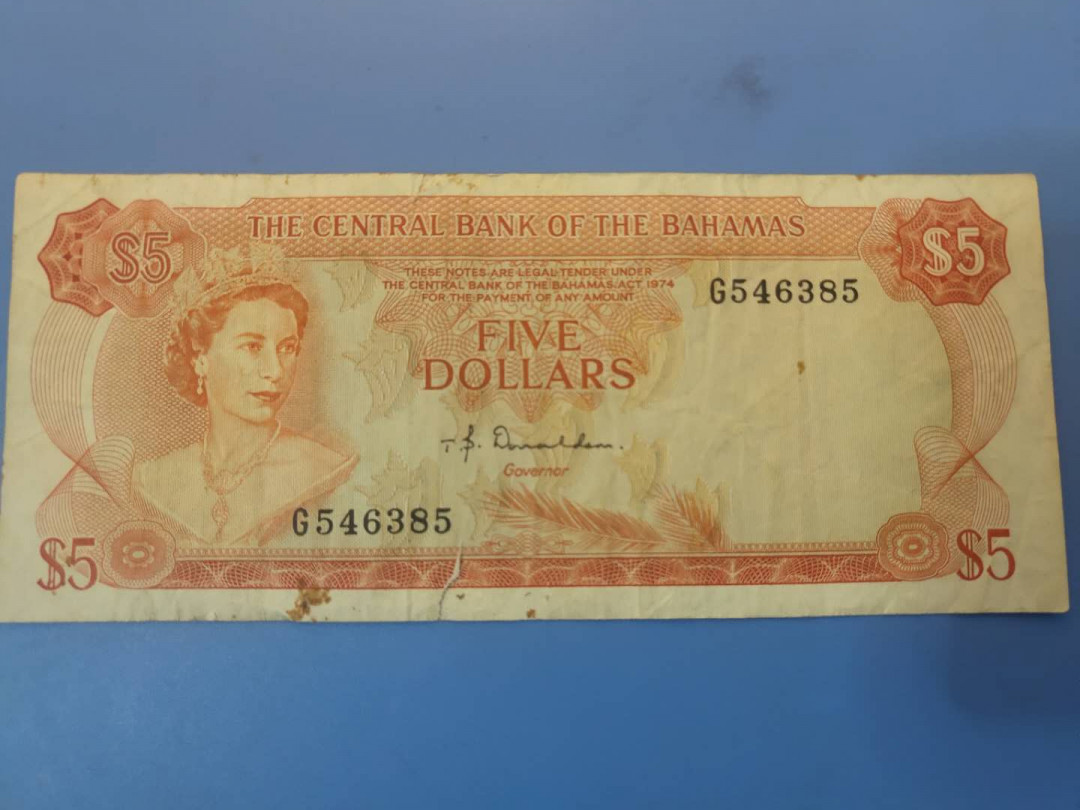 $5
THE CENTRAL BANK OF THE BAHAMAS
$5
THESE NOTES ARE LEGAL TENDER UNDER
THE CENTRAL BANK OF THE BAHAMAS ACT 1974
FOR THE PAYMENT OF ANY AMOUNT
G546385
FIVE
DOLLARS
T.B. Donaldson.
Governor
G546385
$5
$5